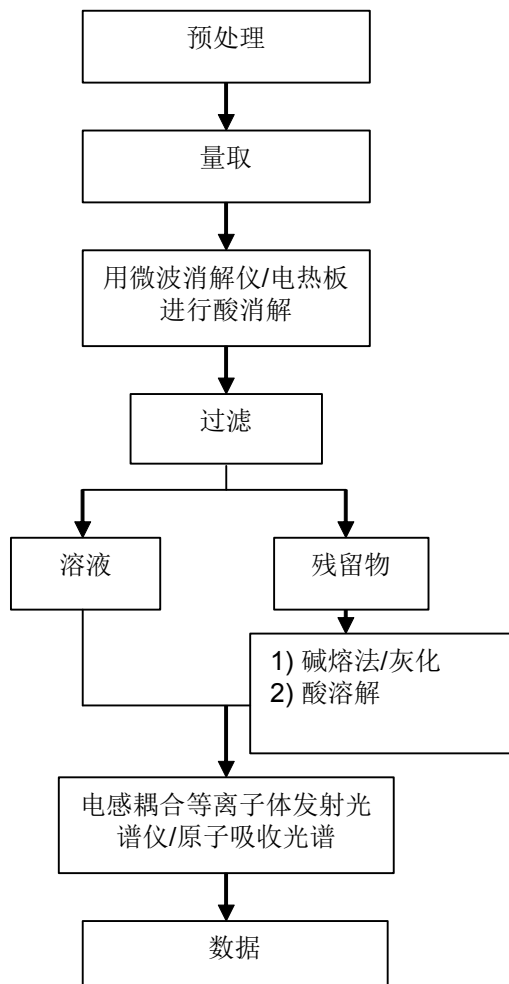 预处理
量取
用微波消解仪/电热板
进行酸消解
过滤
溶液
残留物
1) 碱熔法/灰化
2) 酸溶解
电感耦合等离子体发射光
谱仪/原子吸收光谱
数据